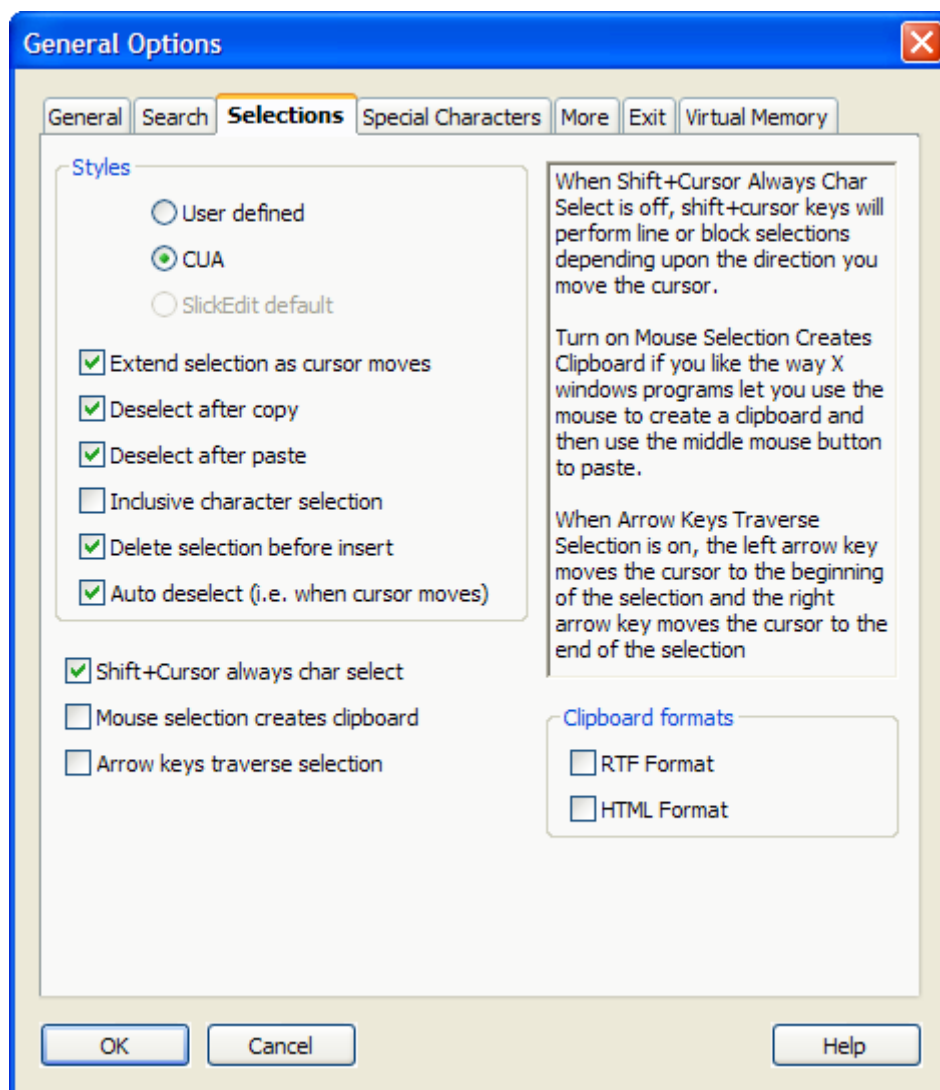 General Options
General Search Selections Special Characters More Exit Virtual Memory
Styles
User defined
CUA
SlickEdit default
Extend selection as cursor moves
Deselect after copy
Deselect after paste
Inclusive character selection
Delete selection before insert
Auto deselect (i.e. when cursor moves)
Shift+Cursor always char select
Mouse selection creates clipboard
Arrow keys traverse selection
When Shift+Cursor Always Char
Select is off, shift+cursor keys will
perform line or block selections
depending upon the direction you
move the cursor.
Turn on Mouse Selection Creates
Clipboard if you like the way X
windows programs let you use the
mouse to create a clipboard and
then use the middle mouse button
to paste.
When Arrow Keys Traverse
Selection is on, the left arrow key
moves the cursor to the beginning
of the selection and the right
arrow key moves the cursor to the
end of the selection
Clipboard formats
RTF Format
HTML Format
OK Cancel Help